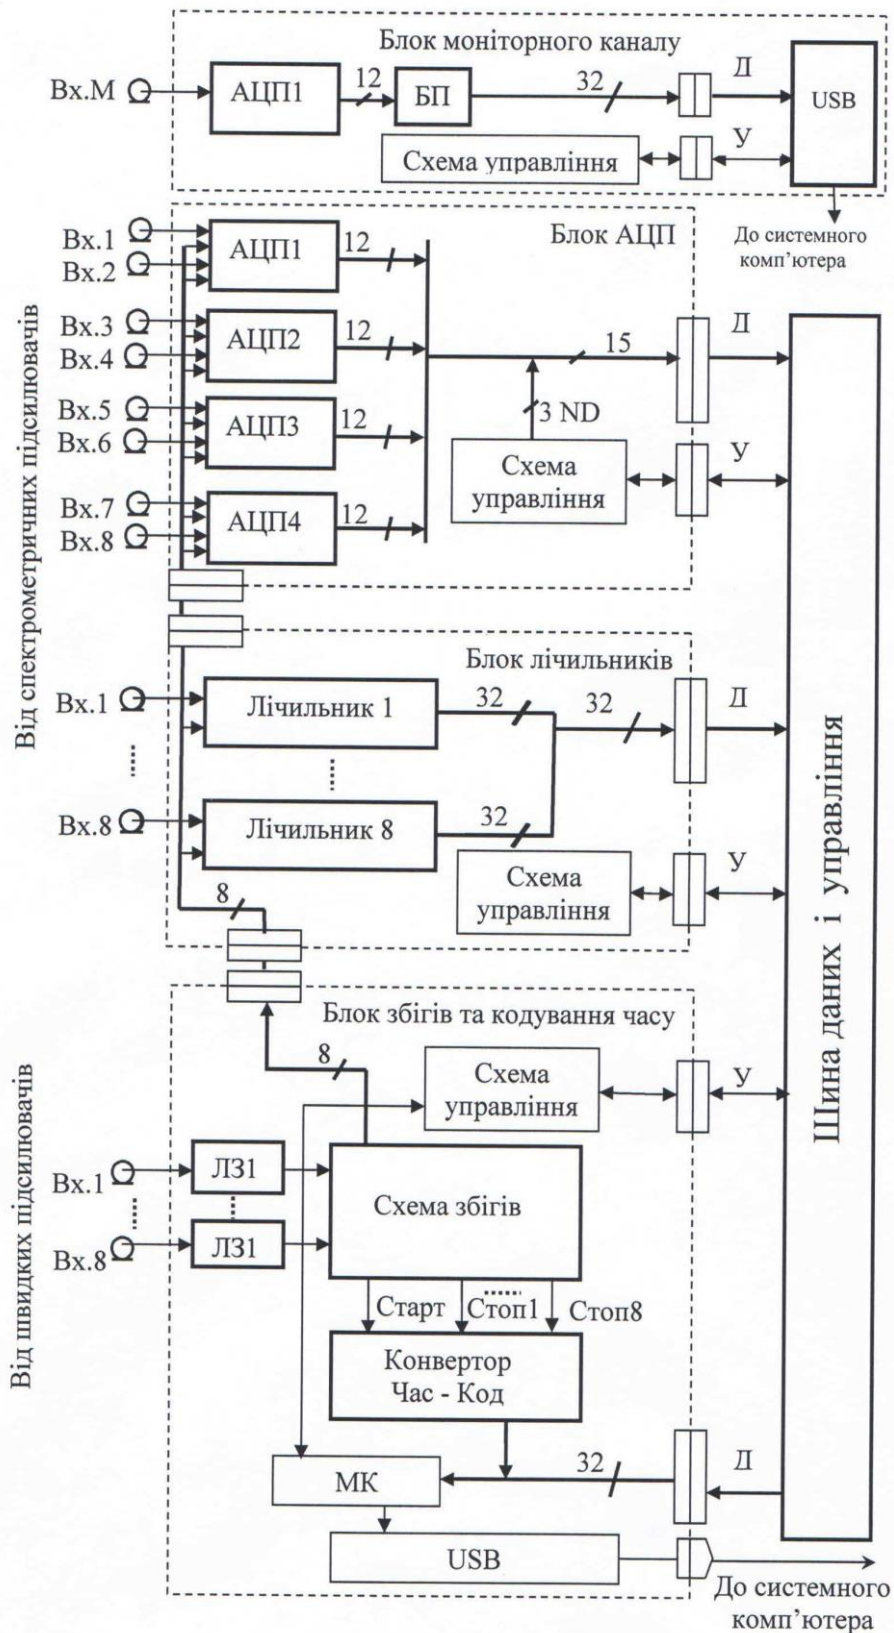 Блок моніторного каналу
Вх.М
АЦП1
12
БП
32
Д
USB
Схема управління
У
До системного
комп’ютера
Від спектрометричних підсилювачів
Блок АЦП
Вх.1
Вх.2
АЦП1
12
Вх.3
Вх.4
АЦП2
12
15
Д
Вх.5
Вх.6
АЦП3
12
3 ND
Схема
управління
У
Вх.7
Вх.8
АЦП4
12
Блок лічильників
Вх.1
Лічильник 1
32
32
Д
Вх.8
Лічильник 8
32
Схема
управління
У
8
Шина даних і управління
Блок збігів та кодування часу
8
Схема
управління
У
Від швидких підсилювачів
Вх.1
ЛЗ1
Схема збігів
Вх.8
ЛЗ1
Старт
Стоп1
Стоп8
Конвертор
Час - Код
МК
32
Д
USB
До системного
комп’ютера